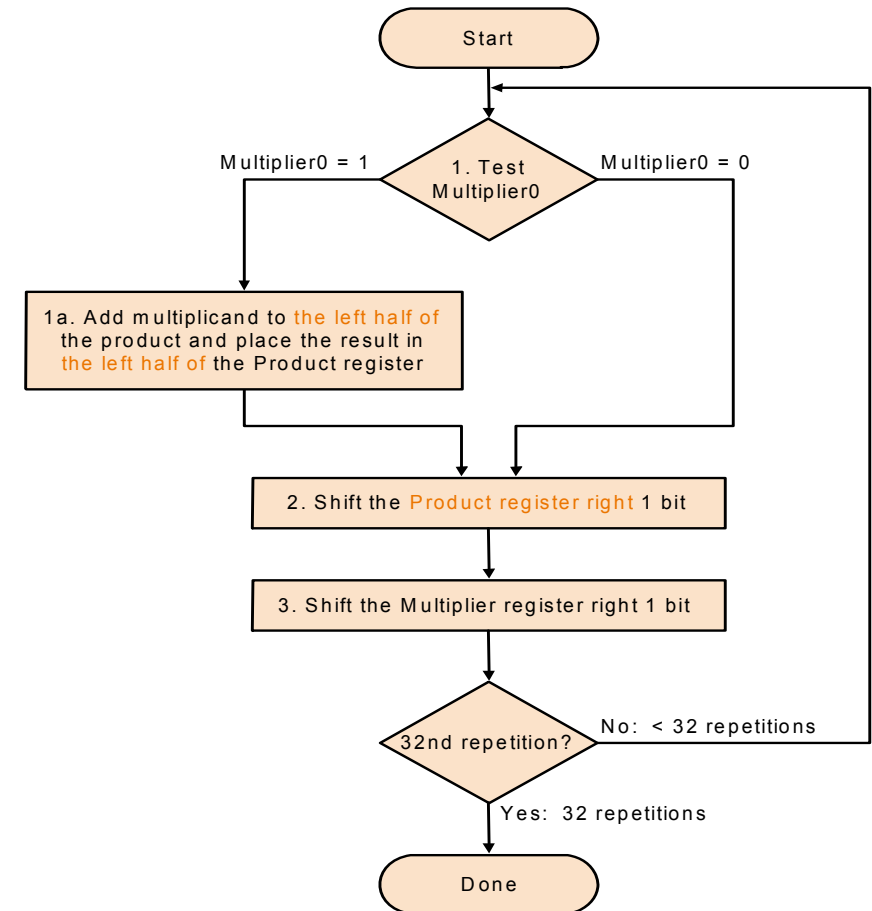 Start
Multiplier0 = 1
1. Test
Multiplier0
Multiplier0 = 0
1a. Add multiplicand to the left half of
the product and place the result in
the left half of the Product register
2. Shift the Product register right 1 bit
3. Shift the Multiplier register right 1 bit
32nd repetition?
No: < 32 repetitions
Yes: 32 repetitions
Done